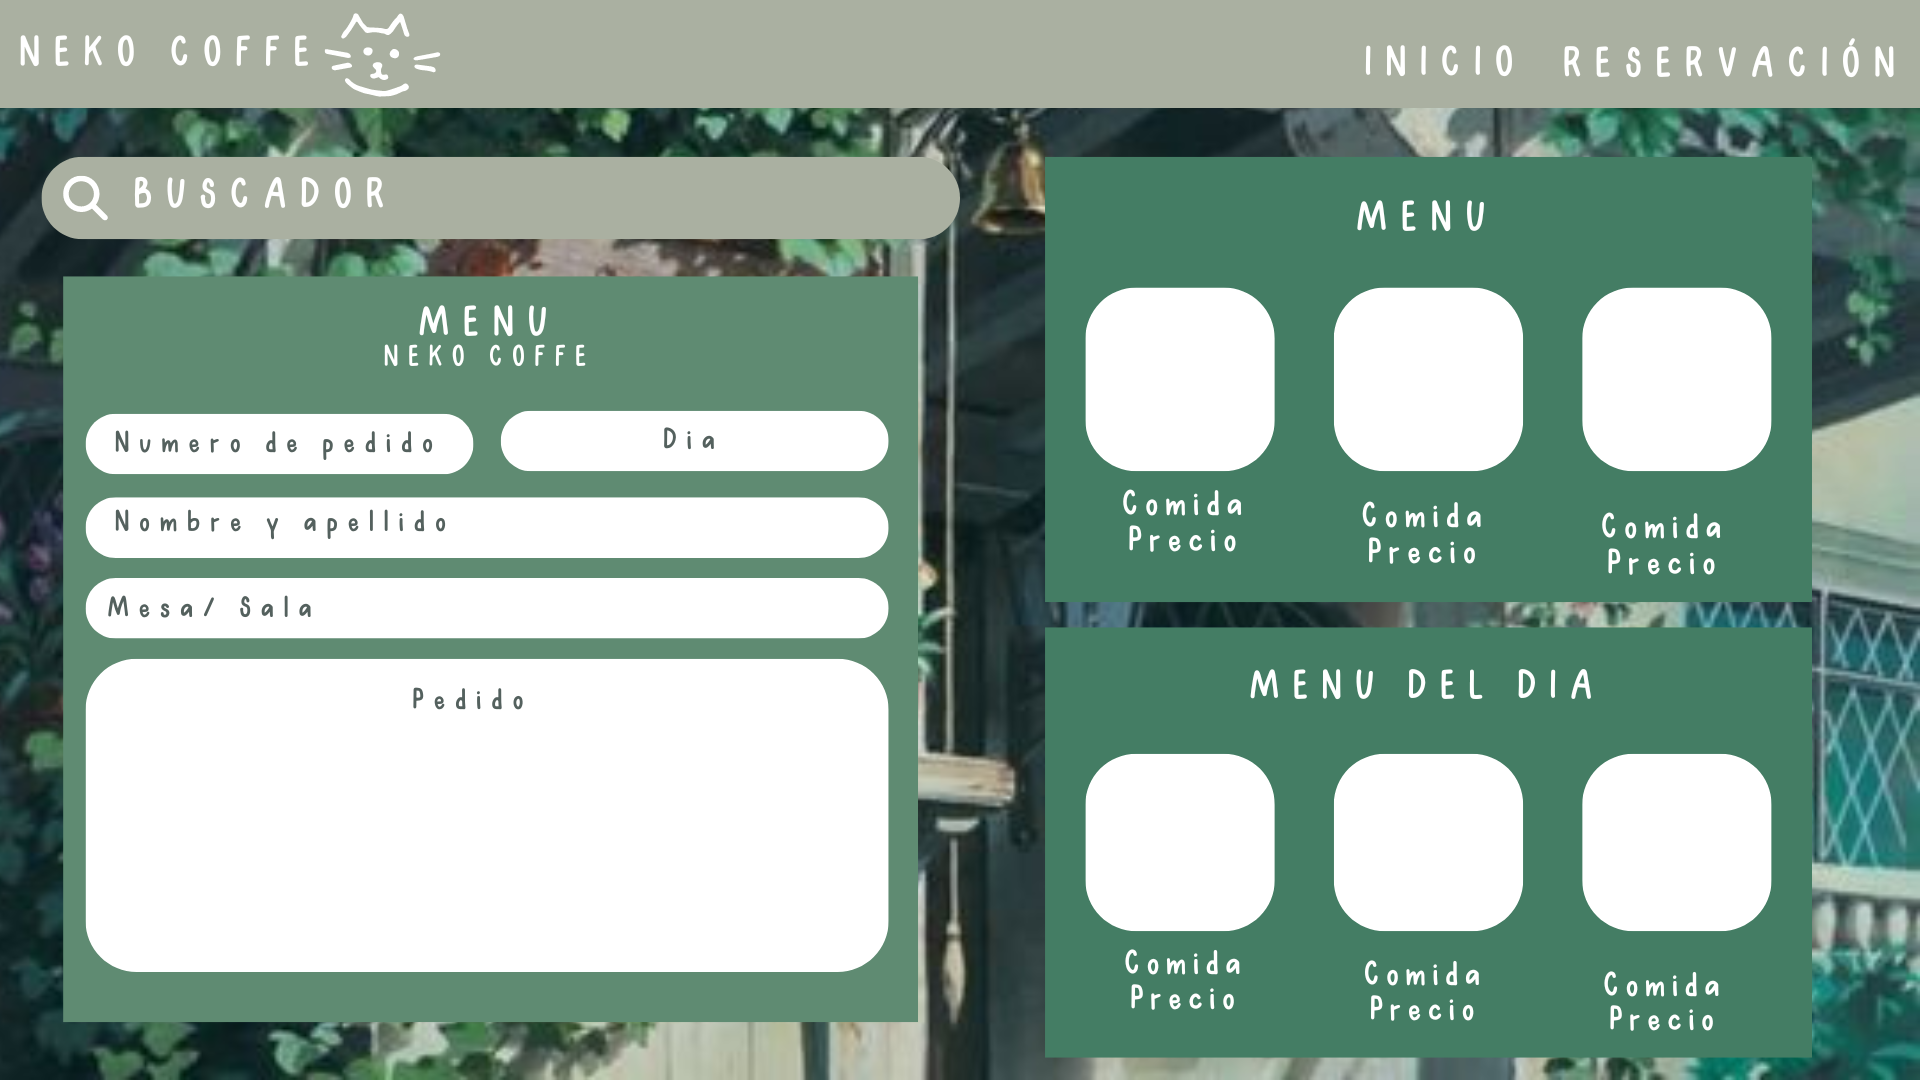 NEKO COFFE
INICIO RESERVACIÓN
BUSCADOR
MENU
NEKO COFFE
Numero de pedido
Dia
Nombre y apellido
Mesa/ Sala
Pedido
MENU
Comida
Precio
Comida
Precio
Comida
Precio
MENU DEL DIA
Comida
Precio
Comida
Precio
Comida
Precio